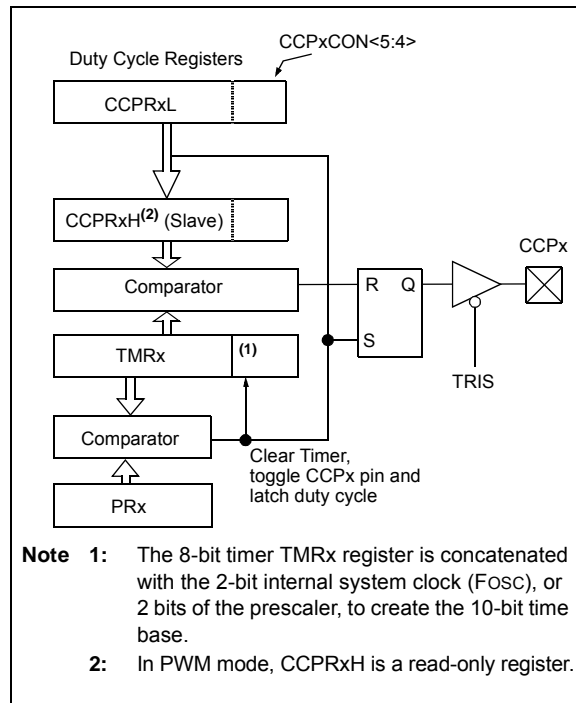 CCPxCON<5:4>
Duty Cycle Registers
CCPRxL
CCPRxH(2) (Slave)
CCPx
Comparator
R Q
TMRx
(1)
S
TRIS
Comparator
Clear Timer,
toggle CCPx pin and
latch duty cycle
PRx
Note 1: The 8-bit timer TMRx register is concatenated
with the 2-bit internal system clock (FOSC), or
2 bits of the prescaler, to create the 10-bit time
base.
2: In PWM mode, CCPRxH is a read-only register.